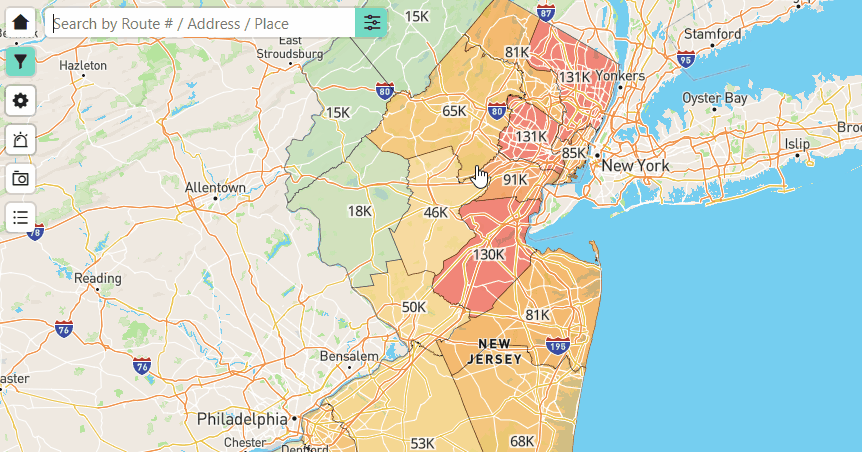 Search by Route # / Address / Place
15K
87
Stamford
East
Stroudsburg
81K
95
Hazleton
131K
Yonkers
80
Oyster Bay
15K
65K
80
131K
85K
Islip
New York
91K
Allentown
18K
46K
78
130K
Reading
50K
81K
76
NEW
JERSEY
195
Bensalem
76
Philadelphia
68K
Chester
53K